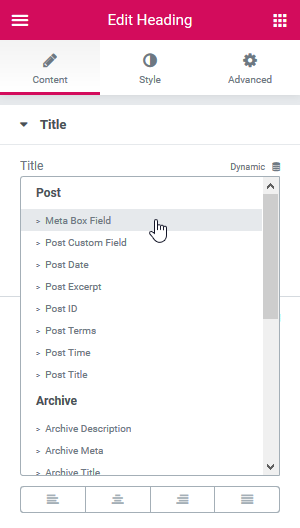 Edit Heading
Content Style Advanced
Title
Title Dynamic
Post
> Meta Box Field
> Post Custom Field
> Post Date
> Post Excerpt
> Post ID
> Post Terms
> Post Time
> Post Title
Archive
> Archive Description
> Archive Meta
> Archive Title